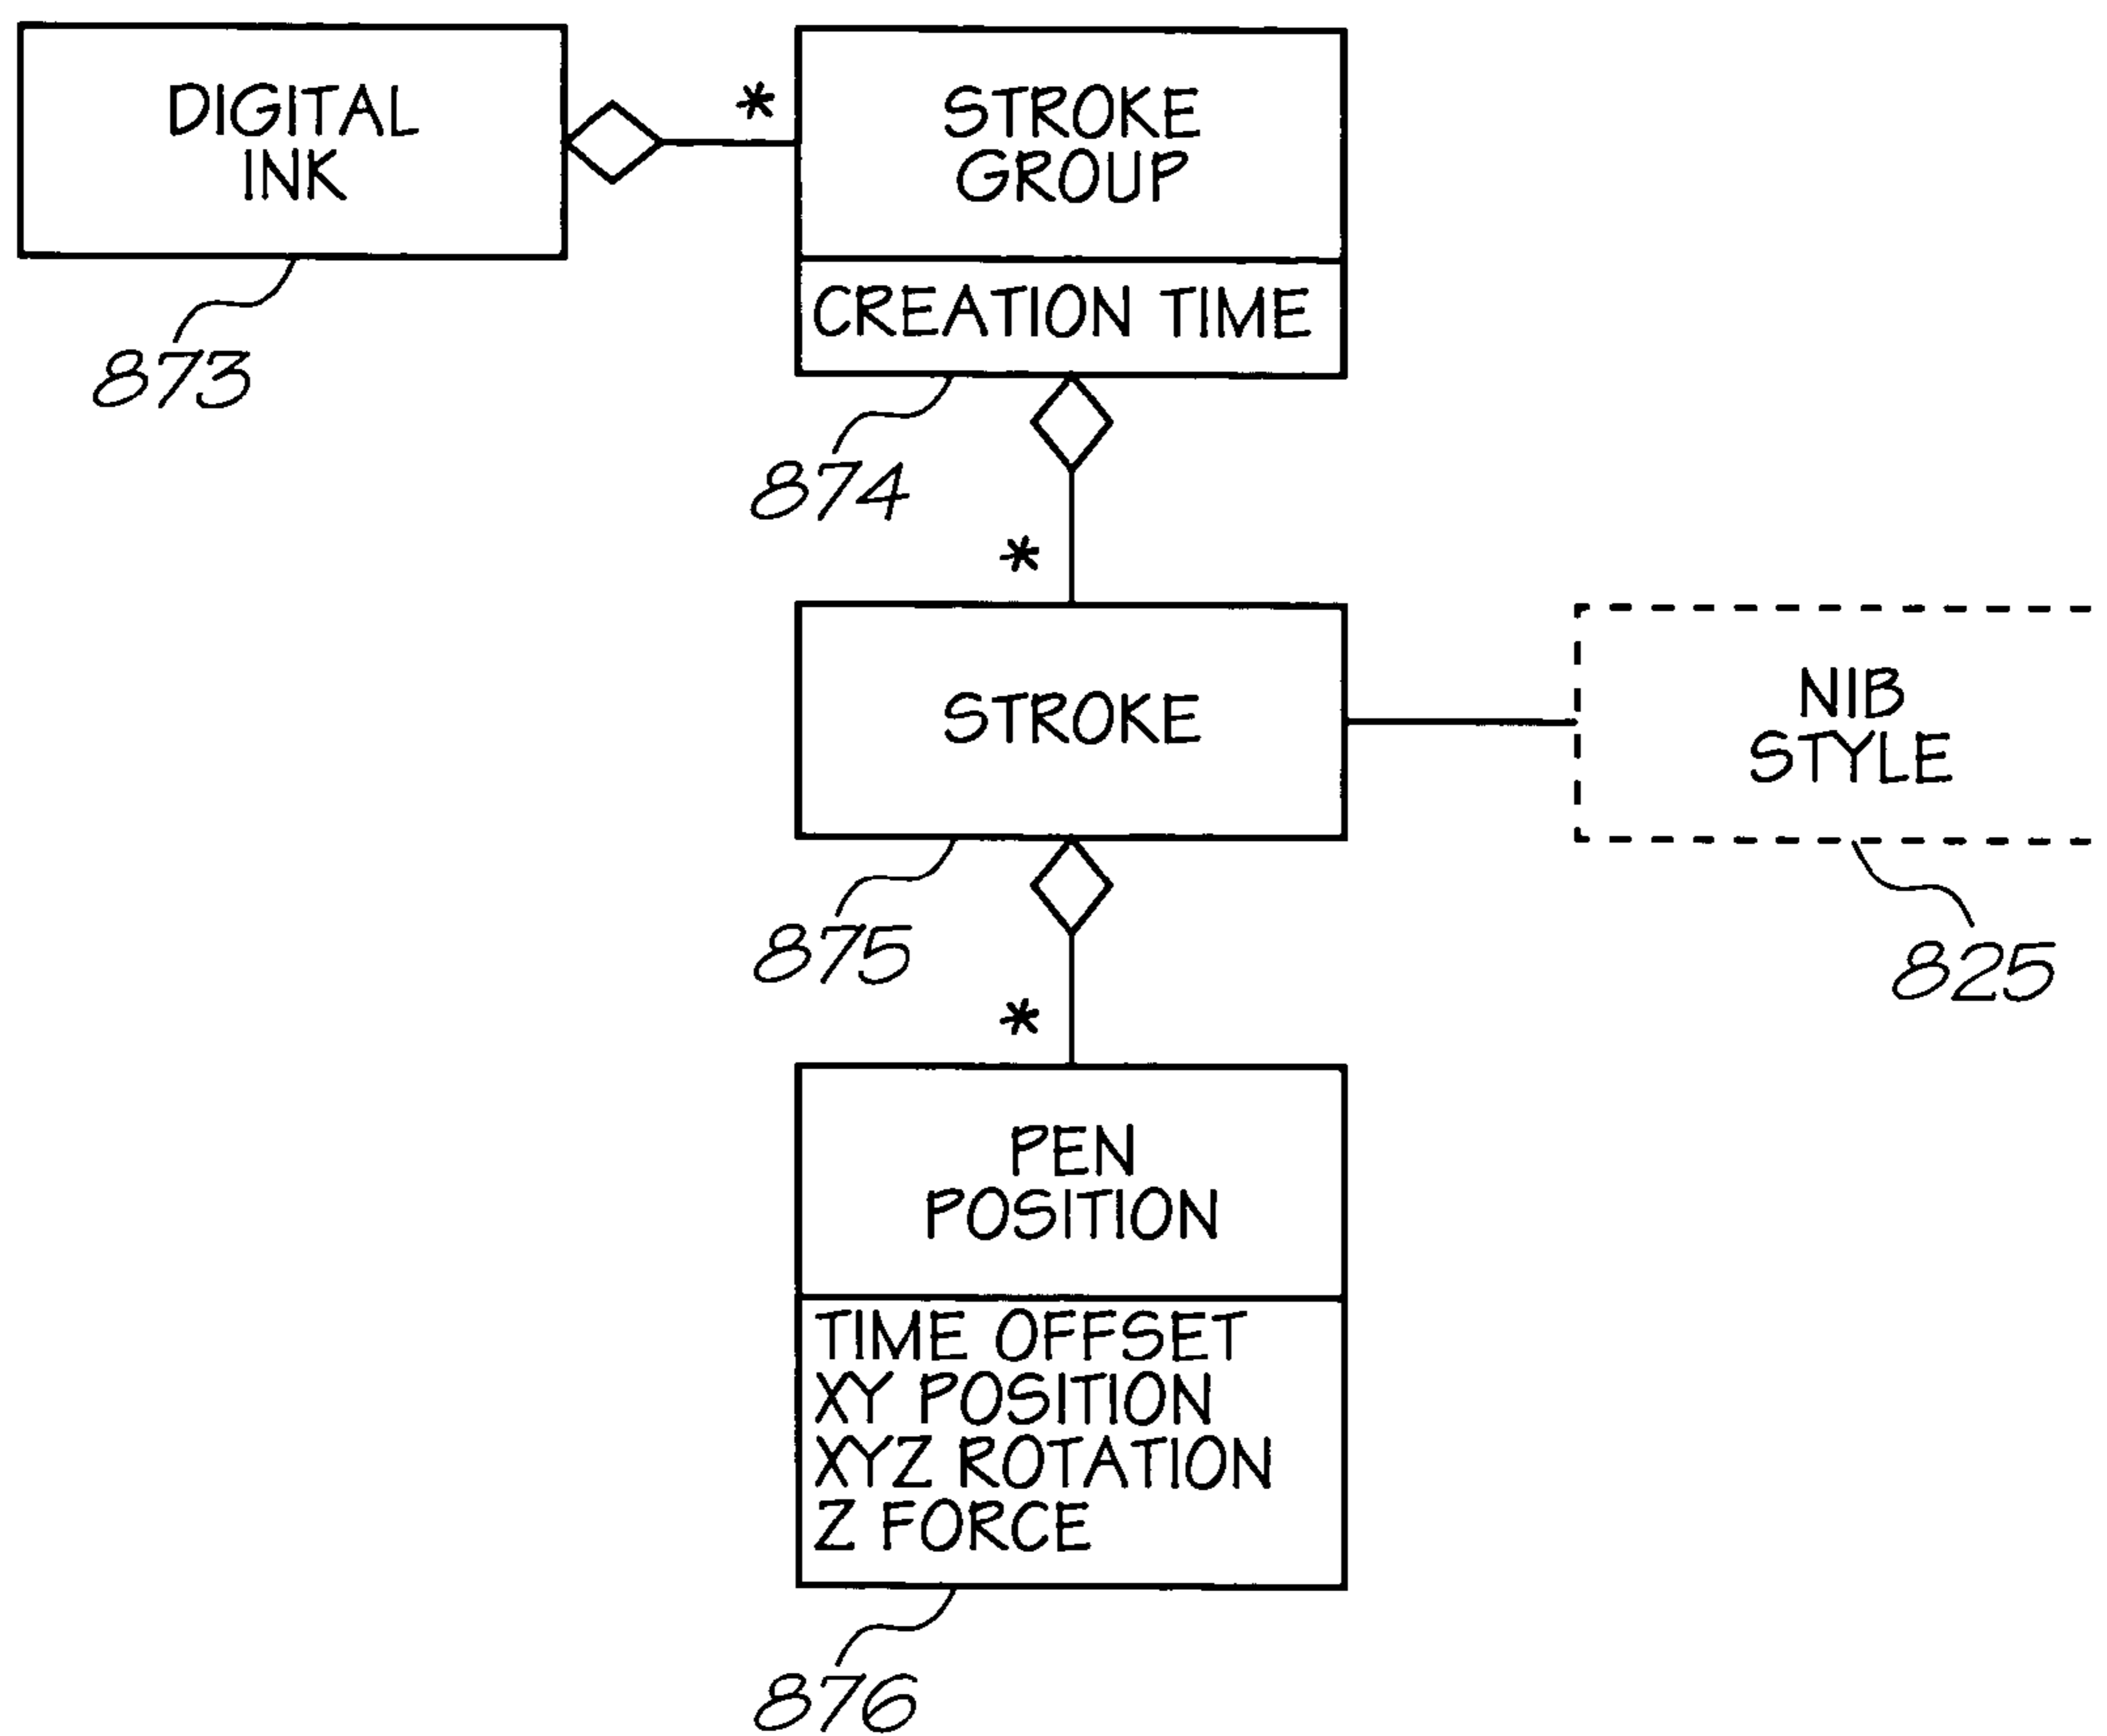 DIGITAL
INK
*
STROKE
GROUP
CREATION TIME
873
874
*
STROKE
NIB
STYLE
875
825
*
PEN
POSITION
TIME OFFSET
XY POSITION
XYZ ROTATION
Z FORCE
876